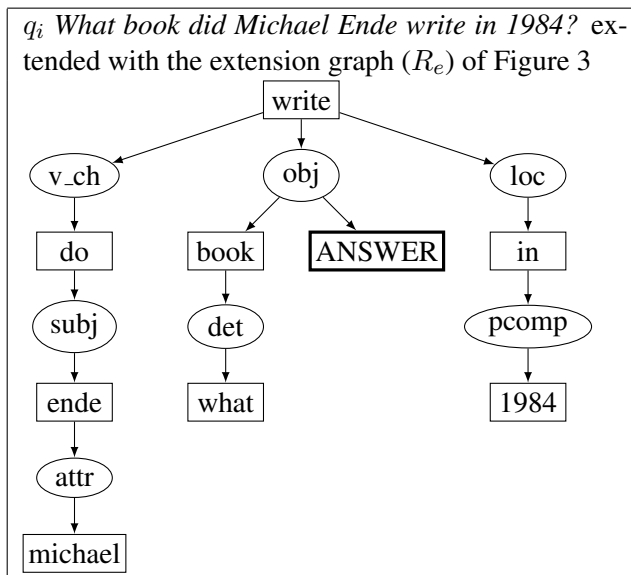 q_i What book did Michael Ende write in 1984? ex-
tended with the extension graph (R_e) of Figure 3
write
v_ch obj loc
do book ANSWER in
subj det pcomp
ende what 1984
attr
michael